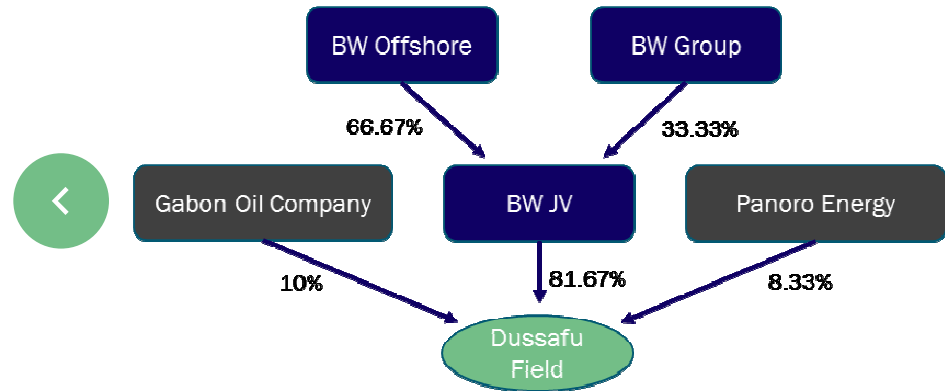 BW Offshore
BW Group
66.67%
33.33%
Gabon Oil Company
BW JV
Panoro Energy
10%
81.67%
8.33%
Dussafu
Field